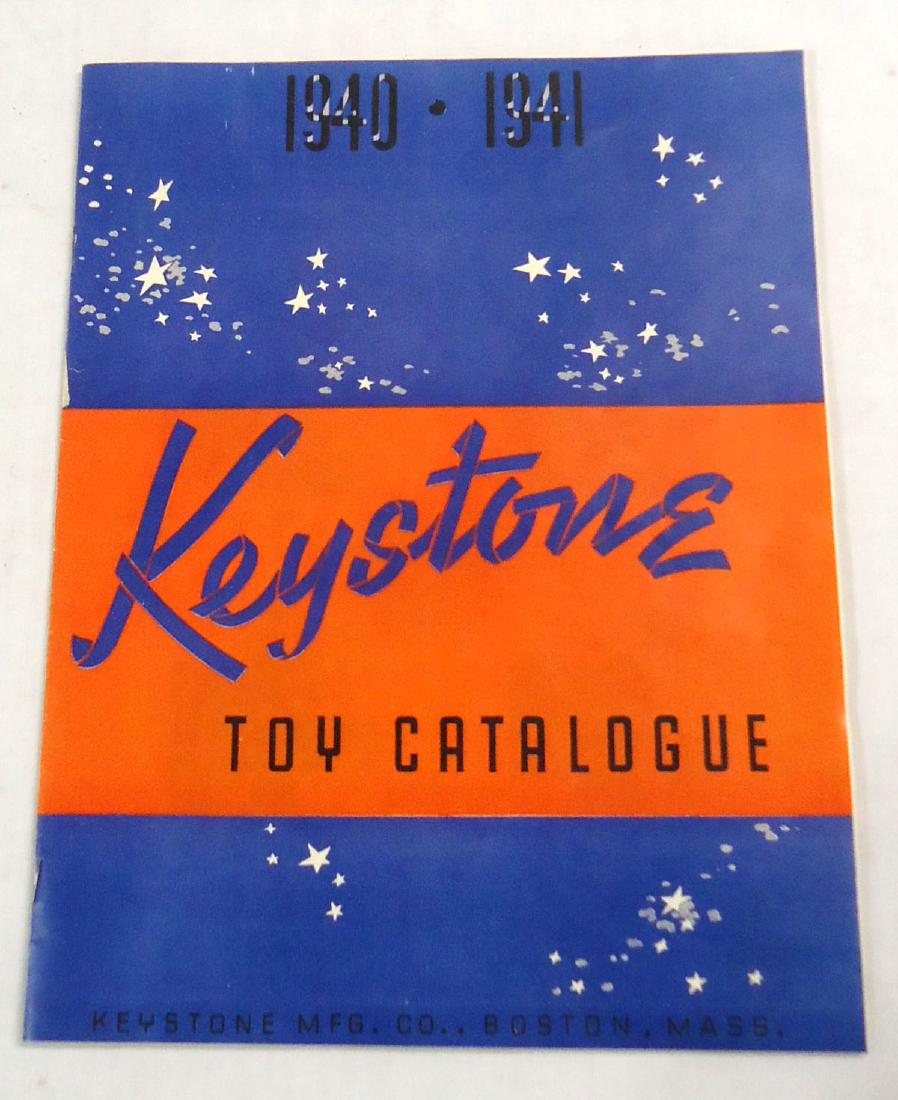 1940 • 1941
Keystone
TOY CATALOGUE
KEYSTONE MFG. CO., BOSTON, MASS.